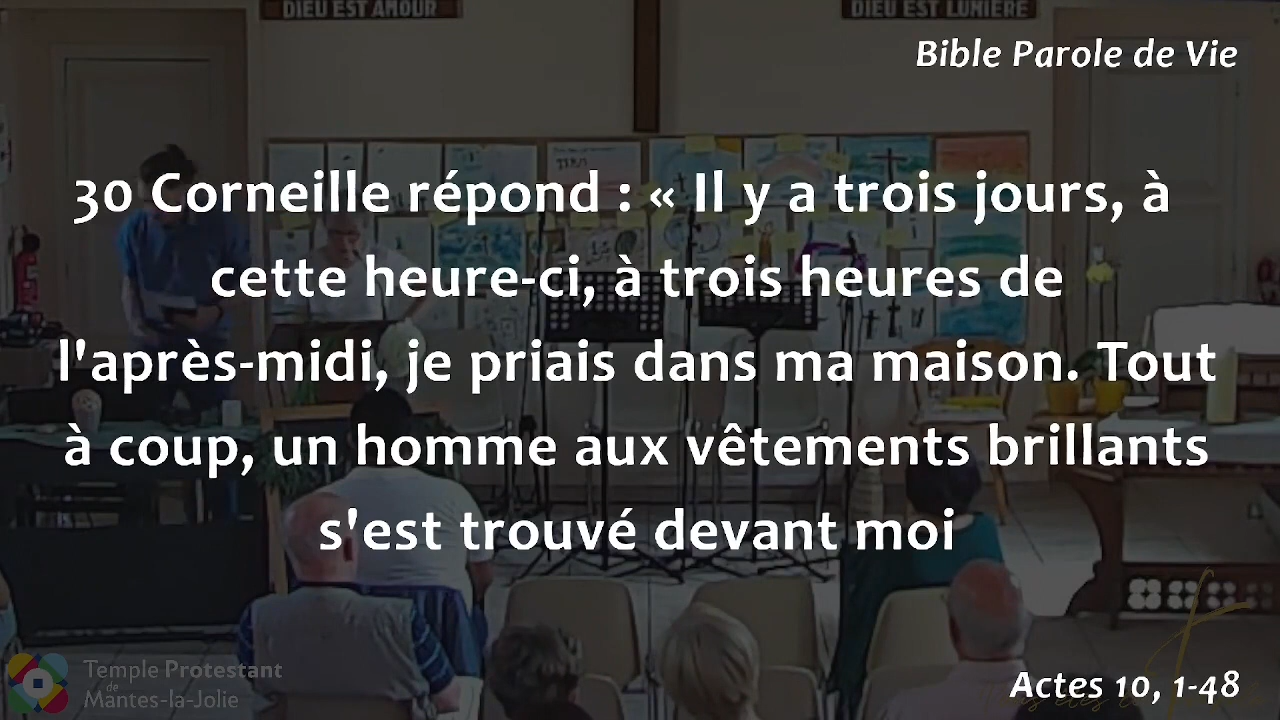 DIEU EST AMOUR
DIEU EST LUMIÈRE
Bible Parole de Vie
30 Corneille répond : « Il y a trois jours, à
cette heure-ci, à trois heures de
l'après-midi, je priais dans ma maison. Tout
à coup, un homme aux vêtements brillants
s'est trouvé devant moi
Temple Protestant
de
Mantes-la-Jolie
Actes 10, 1-48